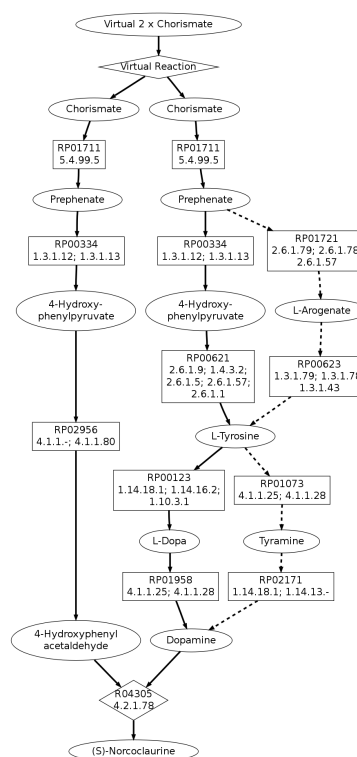 Virtual 2 x Chorismate
Virtual Reaction
Chorismate
Chorismate
RP01711
5.4.99.5
RP01711
5.4.99.5
Prephenate
Prephenate
RP00334
1.3.1.12; 1.3.1.13
RP00334
1.3.1.12; 1.3.1.13
RP01721
2.6.1.79; 2.6.1.78
2.6.1.57
4-Hydroxy-
phenylpyruvate
4-Hydroxy-
phenylpyruvate
L-Arogenate
RP00621
2.6.1.9; 1.4.3.2;
2.6.1.5; 2.6.1.57;
2.6.1.1
RP00623
1.3.1.79; 1.3.1.78
1.3.1.43
RP02956
4.1.1.-; 4.1.1.80
L-Tyrosine
RP00123
1.14.18.1; 1.14.16.2;
1.10.3.1
RP01073
4.1.1.25; 4.1.1.28
L-Dopa
Tyramine
RP01958
4.1.1.25; 4.1.1.28
RP02171
1.14.18.1; 1.14.13.-
4-Hydroxyphenyl
acetaldehyde
Dopamine
R04305
4.2.1.78
(S)-Norcoclaurine